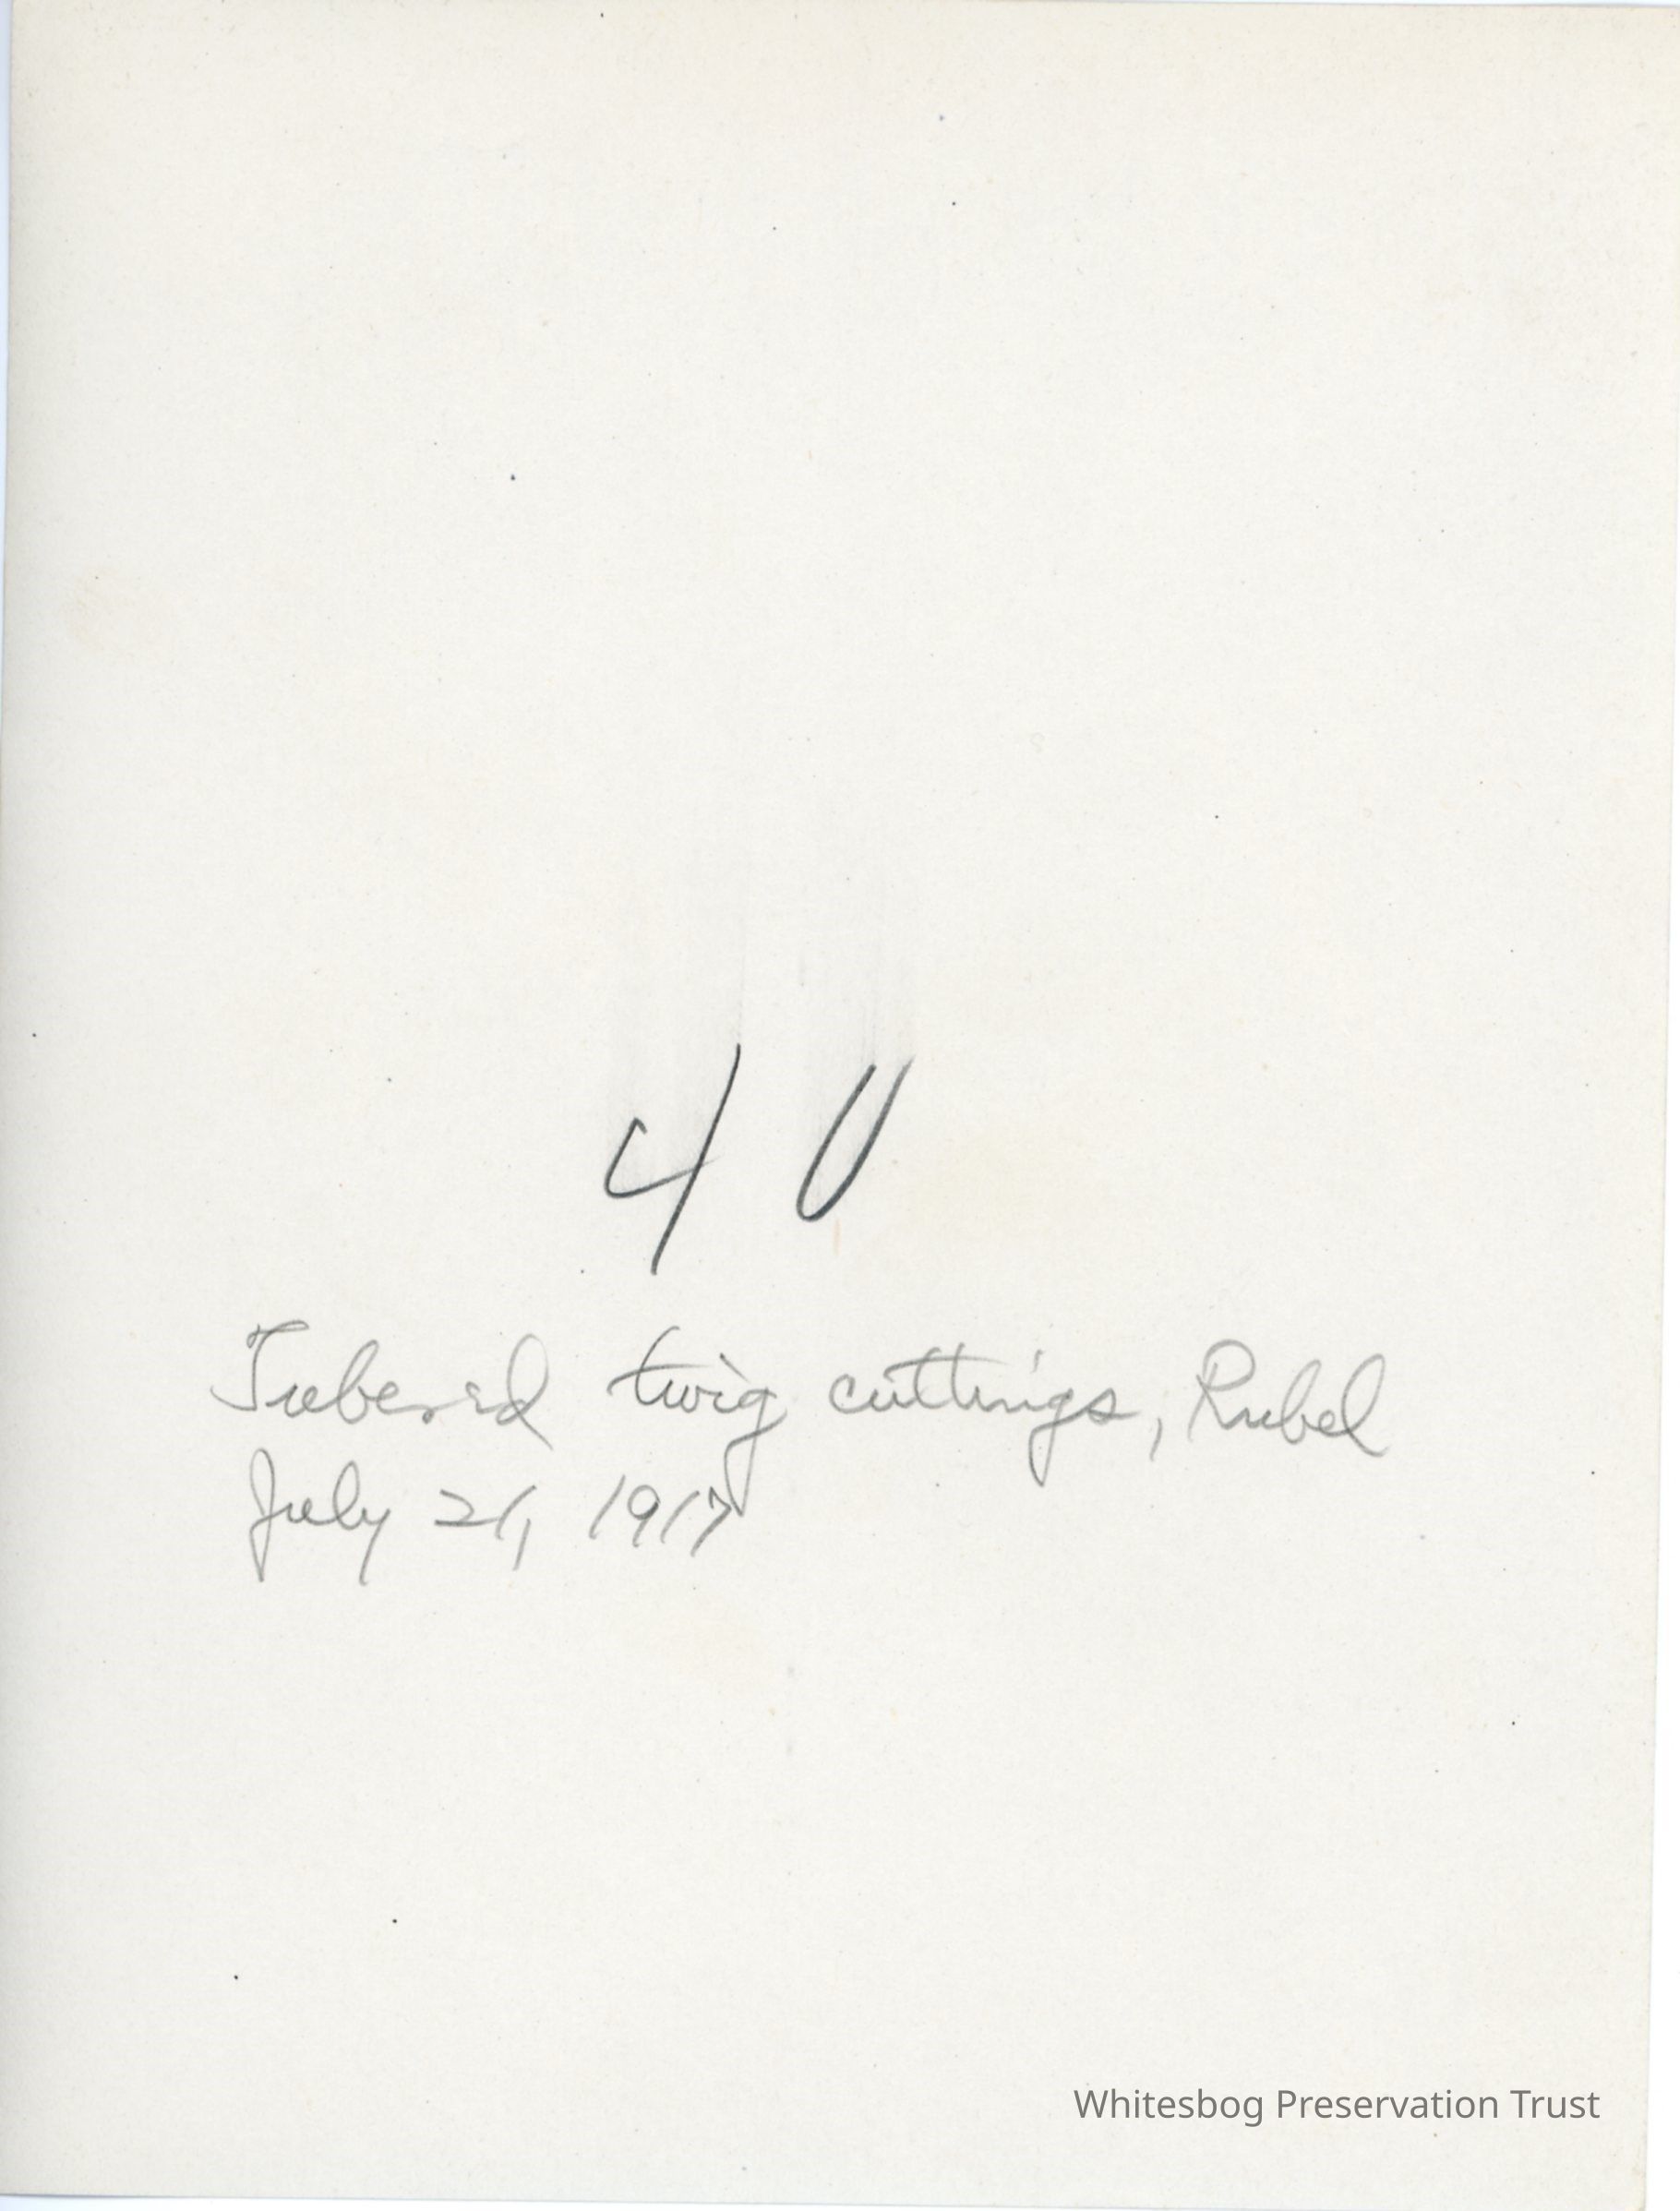 40
Tubered twig cuttings, Rubel
July 21, 1917
Whitesbog Preservation Trust